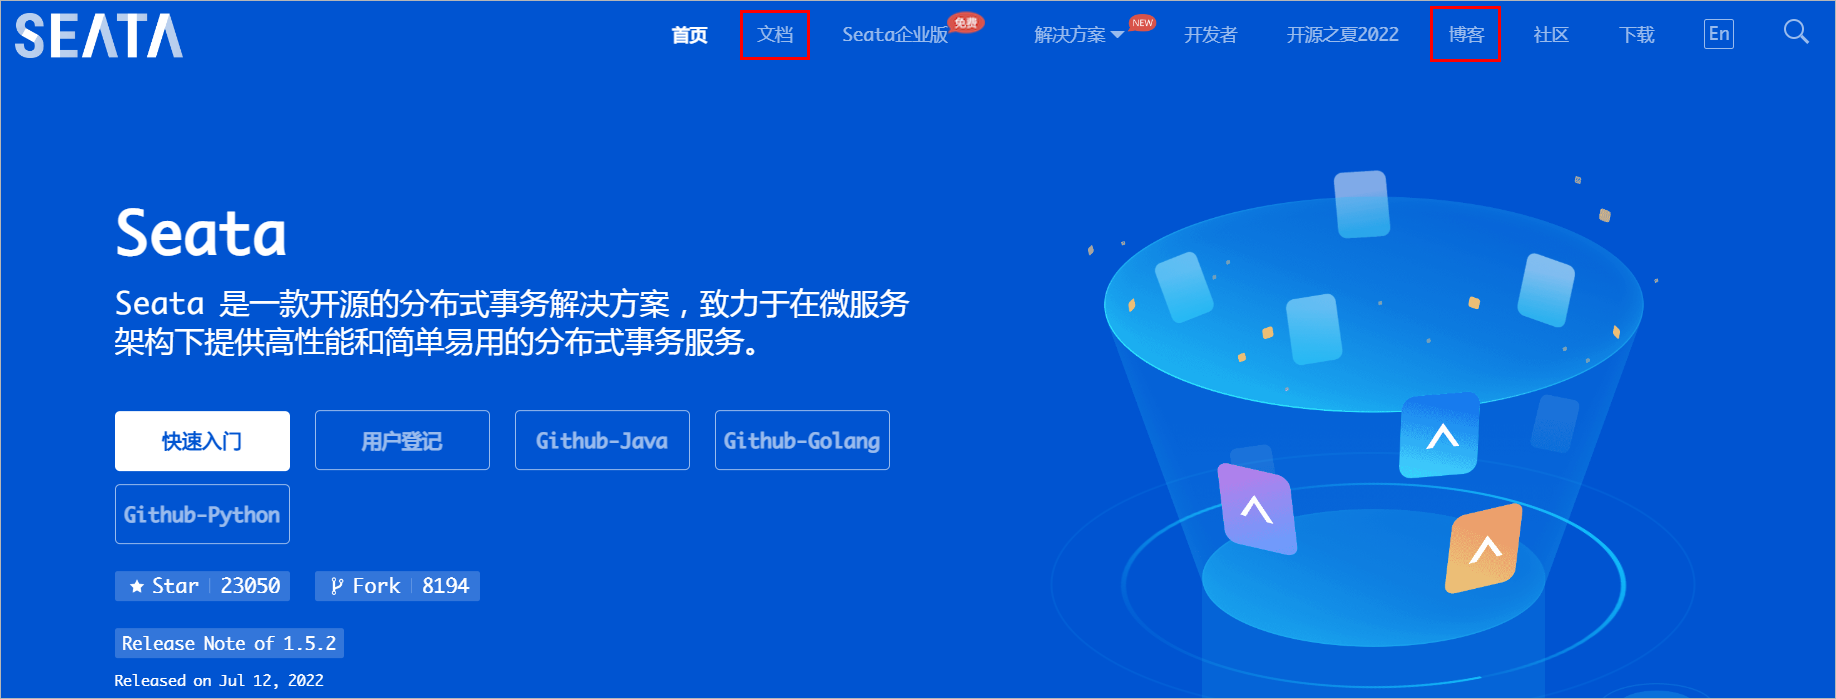 SEATA
首页 文档 Seata企业版 免费 解决方案 NEW 开发者 开源之夏2022 博客 社区 下载 En
Seata
Seata 是一款开源的分布式事务解决方案，致力于在微服务
架构下提供高性能和简单易用的分布式事务服务。
快速入门 用户登记 Github-Java Github-Golang
Github-Python
Star 23050 Fork 8194
Release Note of 1.5.2
Released on Jul 12, 2022